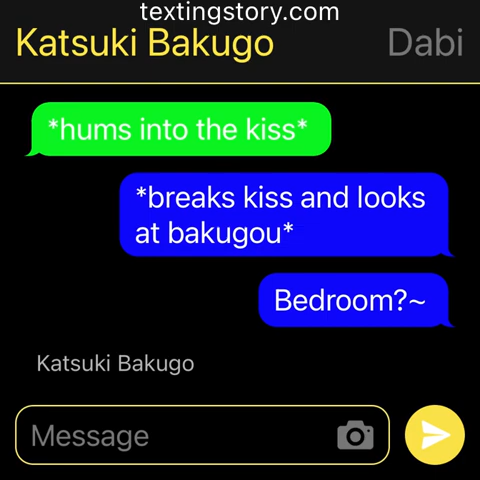 textingstory.com
Katsuki Bakugo
Dabi
*hums into the kiss*
*breaks kiss and looks
at bakugou*
Bedroom?~
Katsuki Bakugo
Message